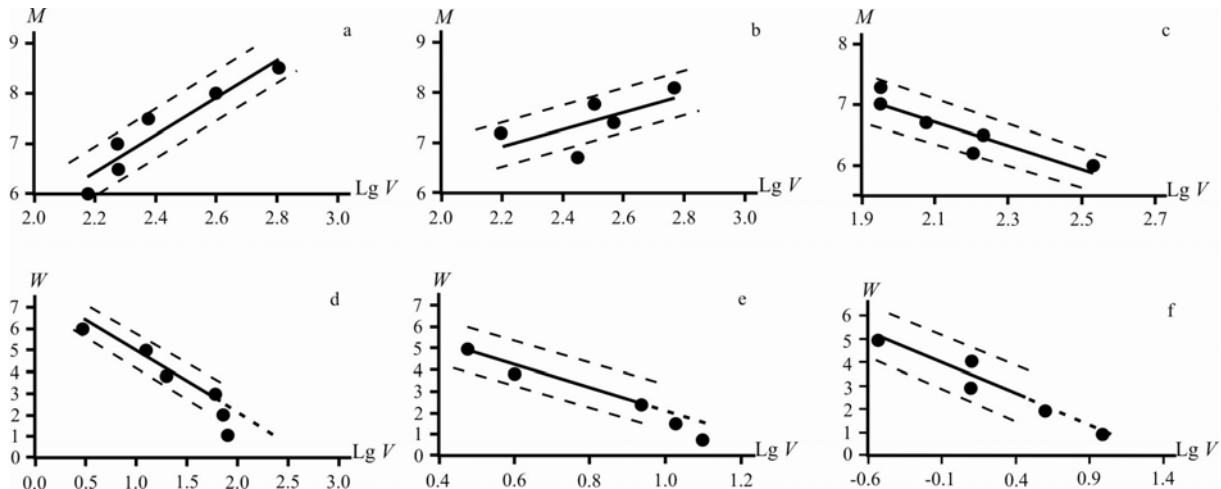 M
a
9
8
7
6
Lg V
2.0 2.2 2.4 2.6 2.8 3.0
M
b
9
8
7
6
Lg V
2.0 2.2 2.4 2.6 2.8 3.0
M
c
8
7
6
Lg V
1.9 2.1 2.3 2.5 2.7
W
d
7
6
5
4
3
2
1
0
Lg V
0.0 0.5 1.0 1.5 2.0 2.5 3.0
W
e
7
6
5
4
3
2
1
0
Lg V
0.4 0.6 0.8 1.0 1.2
W
f
6
5
4
3
2
1
0
Lg V
-0.6 -0.1 0.4 0.9 1.4